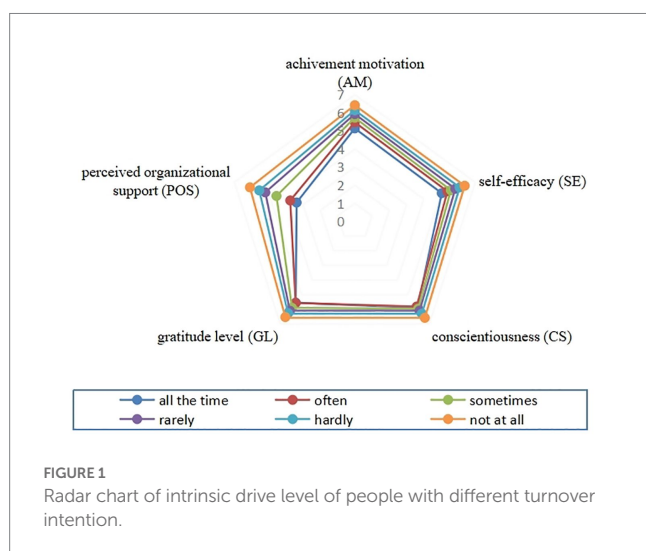 achivement motivation
(AM)
7
6
5
4
3
2
1
0
self-efficacy (SE)
perceived organizational
support (POS)
gratitude level (GL)
conscientiousness (CS)
all the time
often
sometimes
rarely
hardly
not at all
FIGURE 1
Radar chart of intrinsic drive level of people with different turnover
intention.